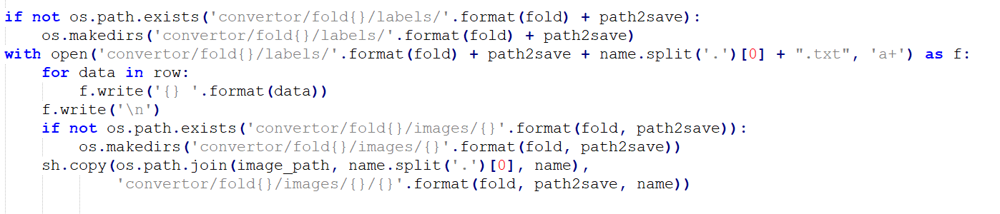 if not os.path.exists('convertor/fold{}/labels/'.format(fold) + path2save):
    os.makedirs('convertor/fold{}/labels/'.format(fold) + path2save)
with open('convertor/fold{}/labels/'.format(fold) + path2save + name.split('.')[0] + ".txt", 'a+') as f:
    for data in row:
        f.write('{} '.format(data))
    f.write('\n')
    if not os.path.exists('convertor/fold{}/images/{}'.format(fold, path2save)):
        os.makedirs('convertor/fold{}/images/{}'.format(fold, path2save))
    sh.copy(os.path.join(image_path, name.split('.')[0], name),
            'convertor/fold{}/images/{}/{}'.format(fold, path2save, name))